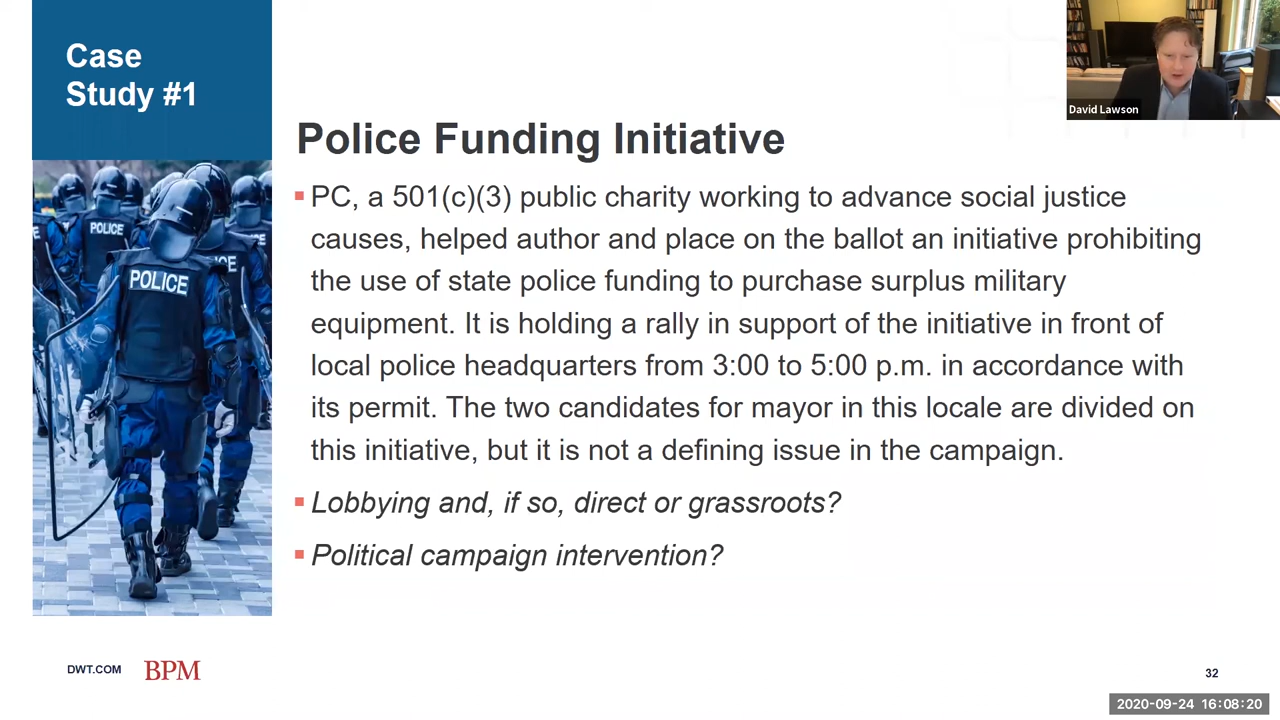 Case
Study #1
David Lawson
Police Funding Initiative
▪ PC, a 501(c)(3) public charity working to advance social justice
causes, helped author and place on the ballot an initiative prohibiting
the use of state police funding to purchase surplus military
equipment. It is holding a rally in support of the initiative in front of
local police headquarters from 3:00 to 5:00 p.m. in accordance with
its permit. The two candidates for mayor in this locale are divided on
this initiative, but it is not a defining issue in the campaign.
▪ Lobbying and, if so, direct or grassroots?
▪ Political campaign intervention?
POLICE
POLICE
DWT.COM
BPM
32
2020-09-24 16:08:20